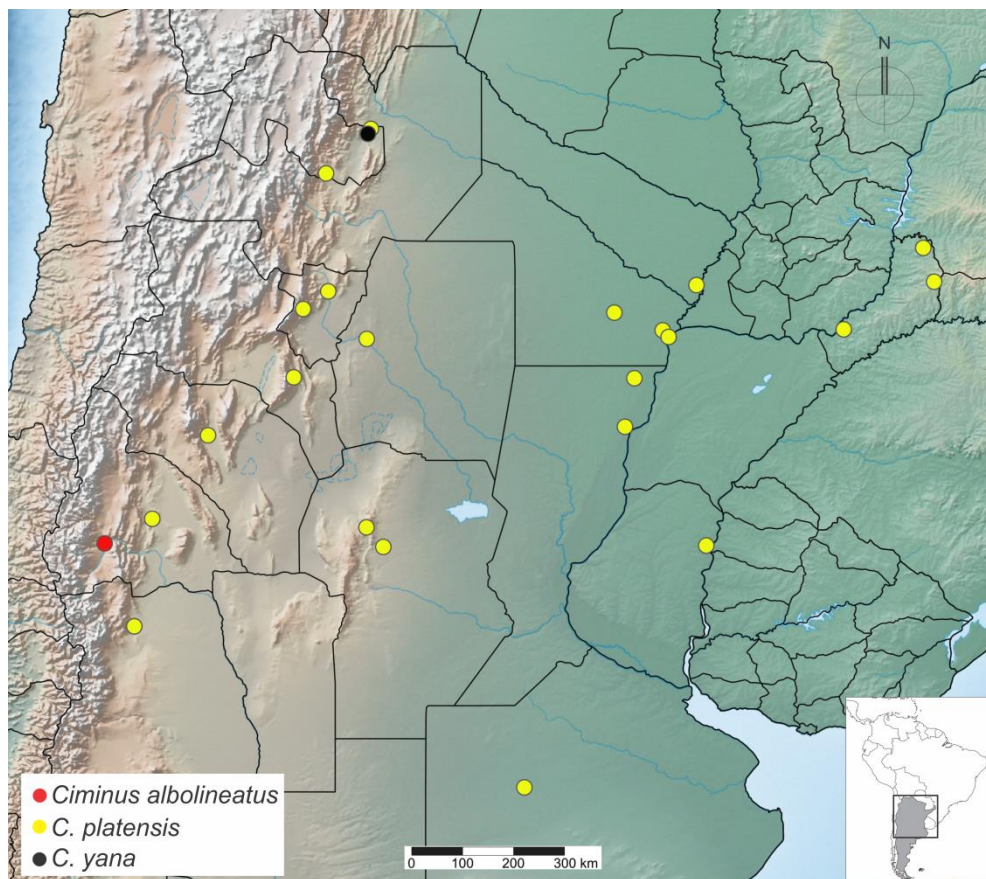 N
Ciminus albolineatus
C. platensis
C. yana
0 100 200 300 km